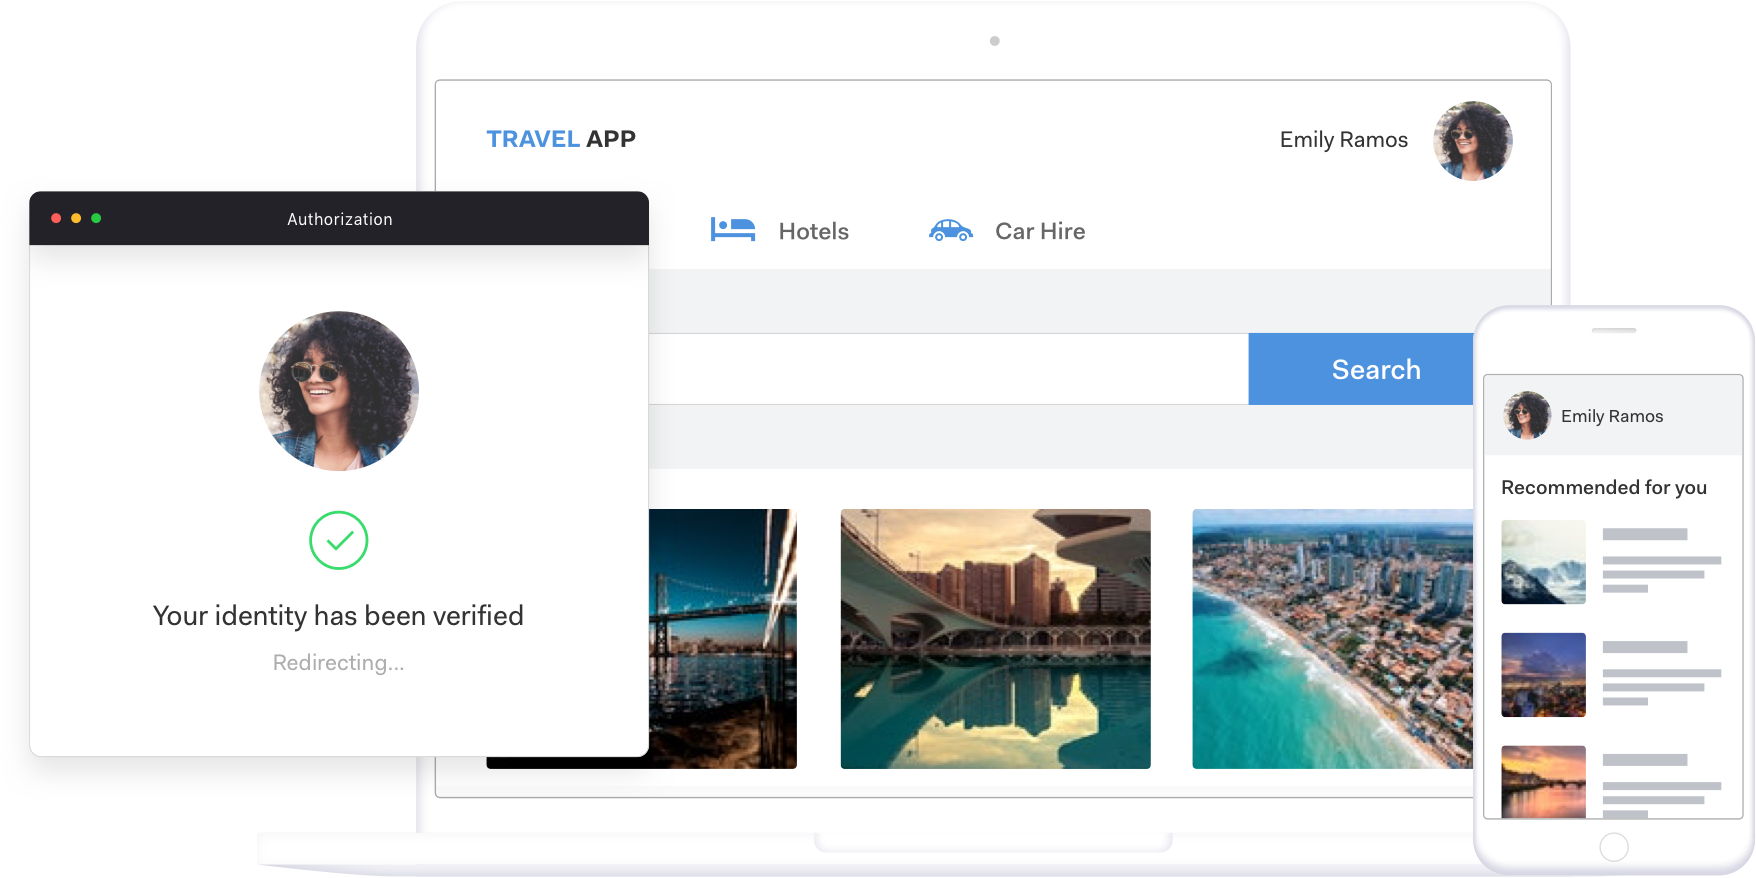 TRAVEL APP
Emily Ramos
Authorization
Hotels
Car Hire
Search
Your identity has been verified
Redirecting...
Emily Ramos
Recommended for you